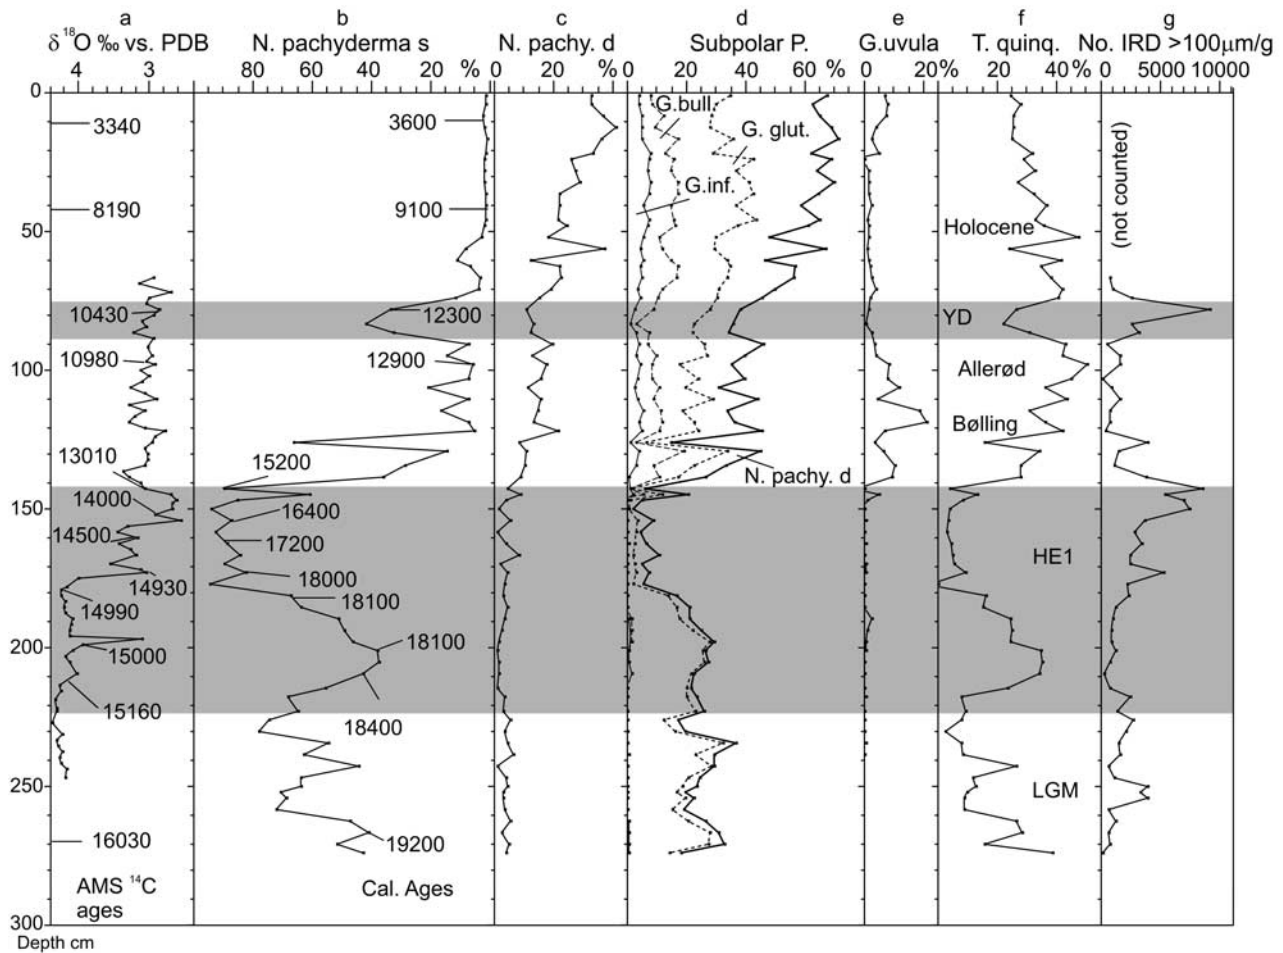 a b c d e f g
δ ¹⁸O ‰ vs. PDB N. pachyderma s N. pachy. d Subpolar P. G.uvula T. quinq. No. IRD >100µm/g
4 3 80 60 40 20 % 0 20 % 0 20 40 60 80 % 0 20 % 20 40 % 0 5000 10000
0
G.bull.
3340 3600
G. glut.
(not counted)
G.inf.
8190 9100
50
Holocene
10430 12300 YD
10980 12900
100
Allerød
Bølling
13010
15200
N. pachy. d
14000
150
16400
14500
17200
HE1
14930
18000
14990
18100
200
18100
15000
15160
18400
250
LGM
16030
19200
AMS ¹⁴C
ages
Cal. Ages
300
Depth cm